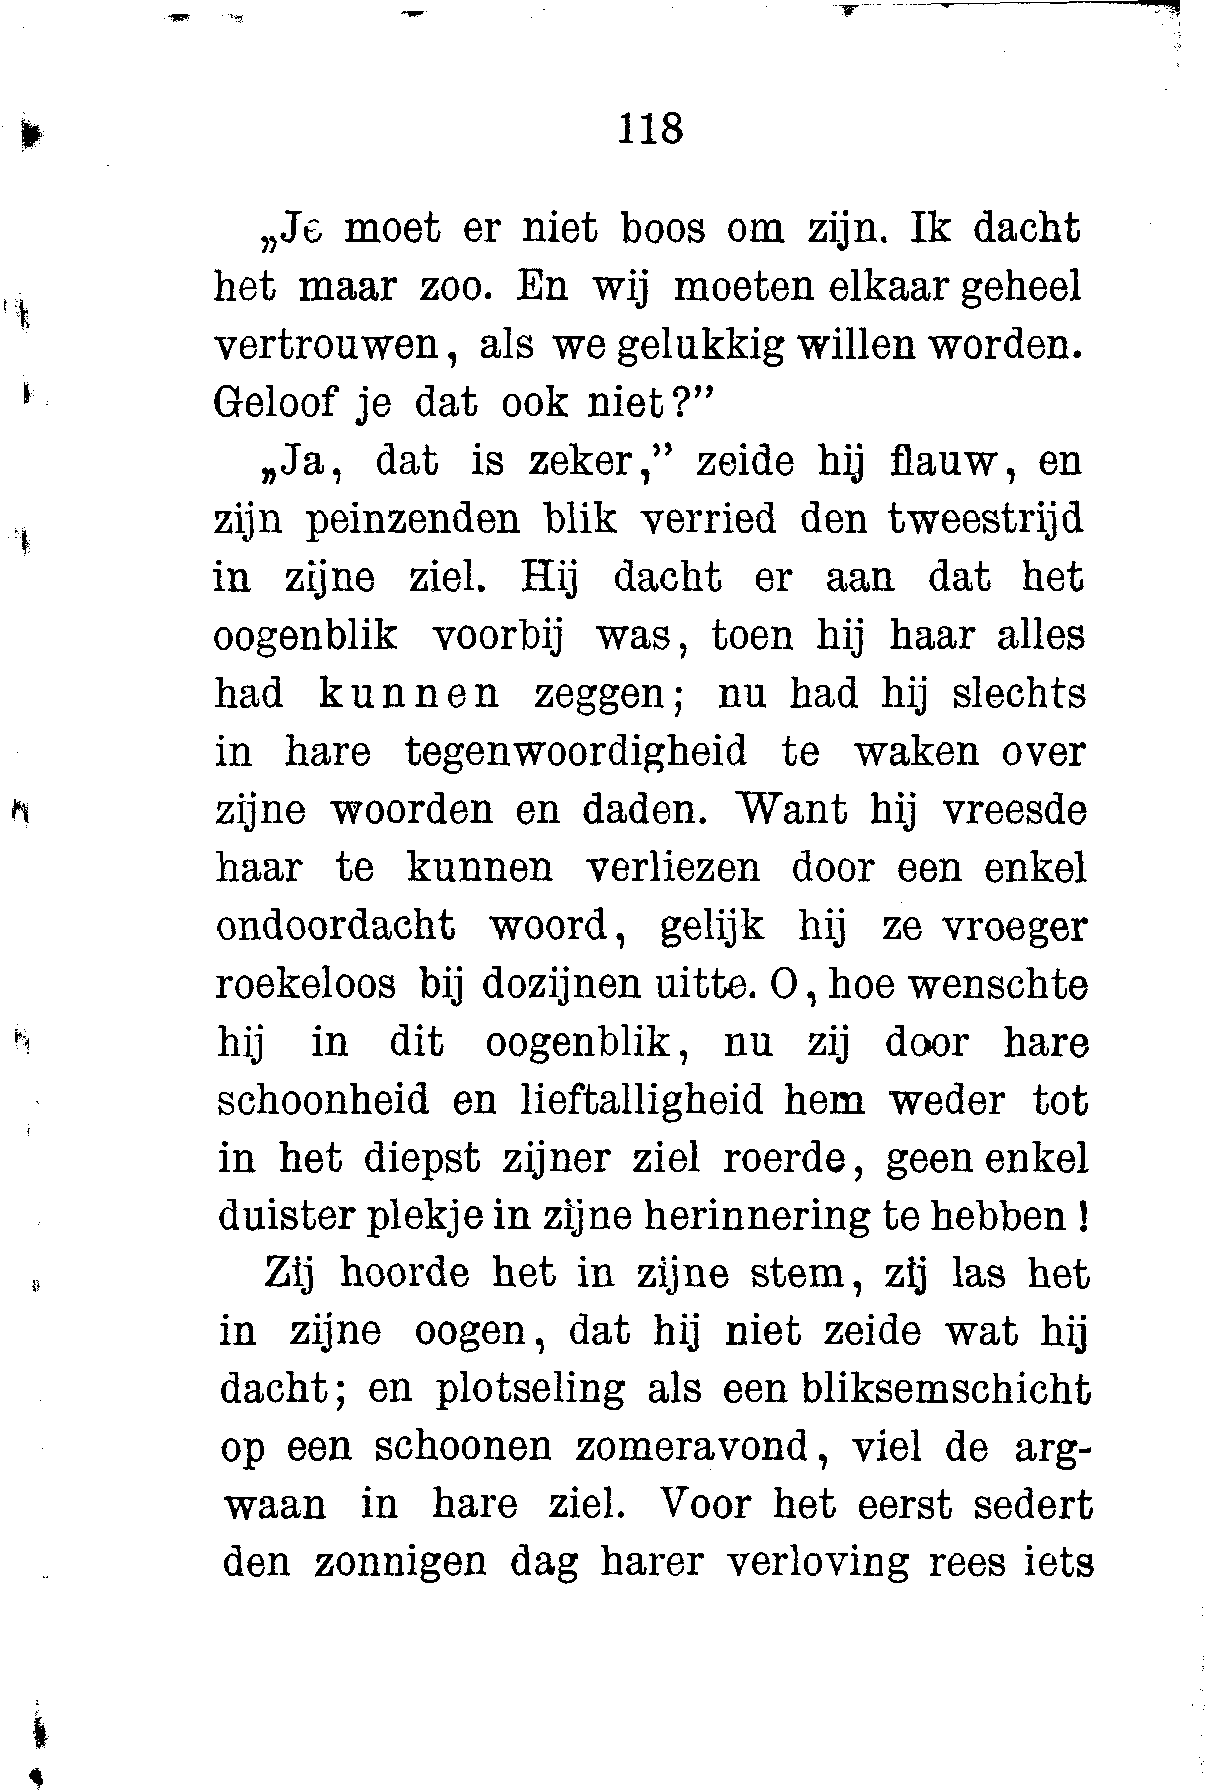 118
„Je moet er niet boos om zijn. Ik dacht
het maar zoo. En wij moeten elkaar geheel
vertrouwen, als we gelukkig willen worden.
Geloof je dat ook niet?”
„Ja, dat is zeker,” zeide hij flauw, en
zijn peinzenden blik verried den tweestrijd
in zijne ziel. Hij dacht er aan dat het
oogenblik voorbij was, toen hij haar alles
had kunnen zeggen; nu had hij slechts
in hare tegenwoordigheid te waken over
zijne woorden en daden. Want hij vreesde
haar te kunnen verliezen door een enkel
ondoordacht woord, gelijk hij ze vroeger
roekeloos bij dozijnen uitte. O, hoe wenschte
hij in dit oogenblik, nu zij door hare
schoonheid en lieftalligheid hem weder tot
in het diepst zijner ziel roerde, geen enkel
duister plekje in zijne herinnering te hebben!
Zij hoorde het in zijne stem, zij las het
in zijne oogen, dat hij niet zeide wat hij
dacht; en plotseling als een bliksemschicht
op een schoonen zomeravond, viel de arg-
waan in hare ziel. Voor het eerst sedert
den zonnigen dag harer verloving rees iets